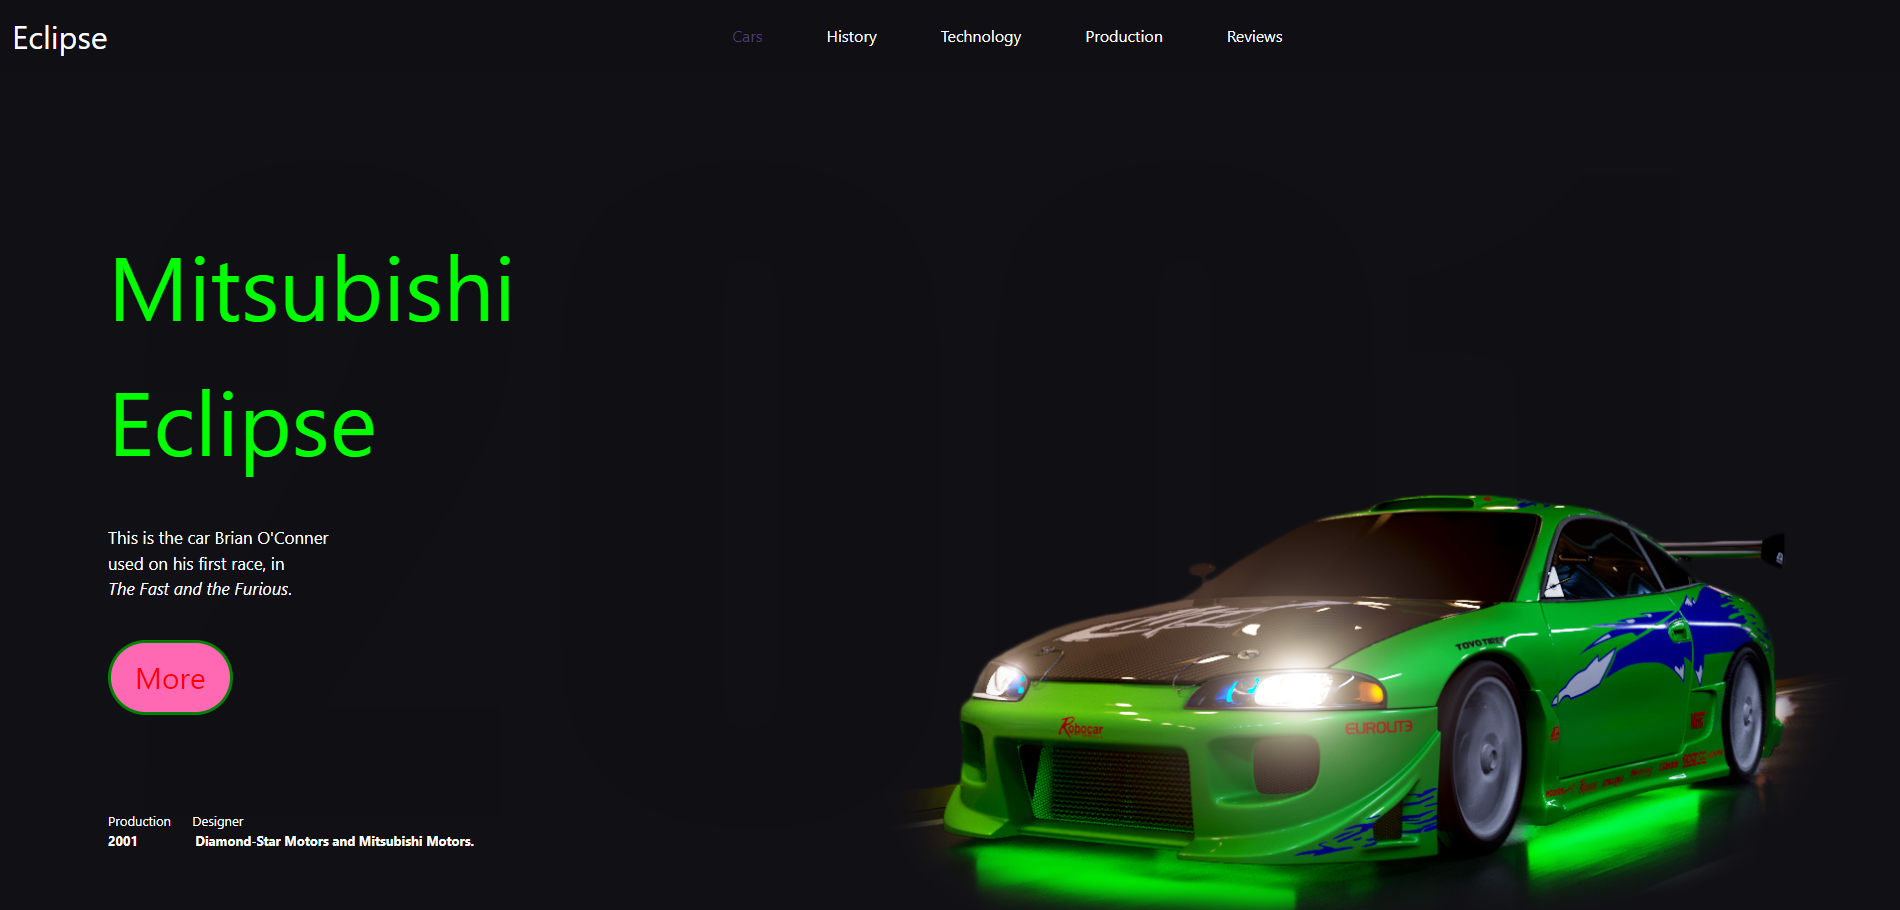 Eclipse
Cars
History
Technology
Production
Reviews
Mitsubishi
Eclipse
This is the car Brian O'Conner
used on his first race, in
The Fast and the Furious.
More
Production Designer
2001 Diamond-Star Motors and Mitsubishi Motors.
TOYO TIRES
Robocar
EUROLIT3